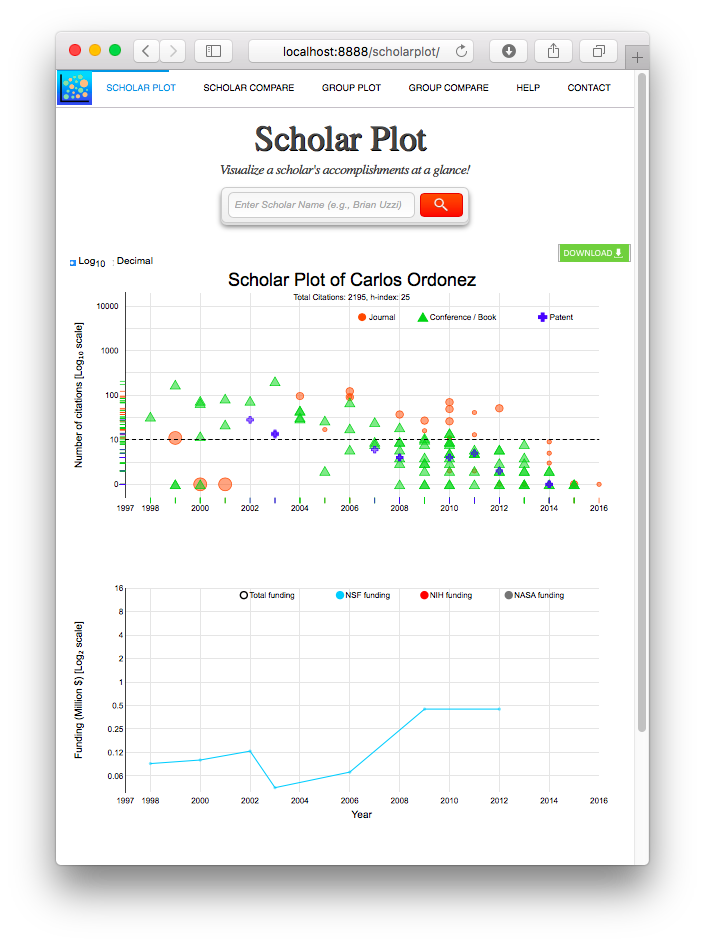 localhost:8888/scholarplot/
SCHOLAR PLOT SCHOLAR COMPARE GROUP PLOT GROUP COMPARE HELP CONTACT
Scholar Plot
Visualize a scholar's accomplishments at a glance!
Enter Scholar Name (e.g., Brian Uzzi)
DOWNLOAD
Log10 Decimal
Scholar Plot of Carlos Ordonez
Total Citations: 2195, h-index: 25
Journal Conference / Book Patent
Number of citations [Log10 scale]
10000
1000
100
10
0
1997 1998 2000 2002 2004 2006 2008 2010 2012 2014 2016
Total funding NSF funding NIH funding NASA funding
Funding (Million $) [Log2 scale]
16
8
4
2
1
0.5
0.25
0.12
0.06
1997 1998 2000 2002 2004 2006 2008 2010 2012 2014 2016
Year